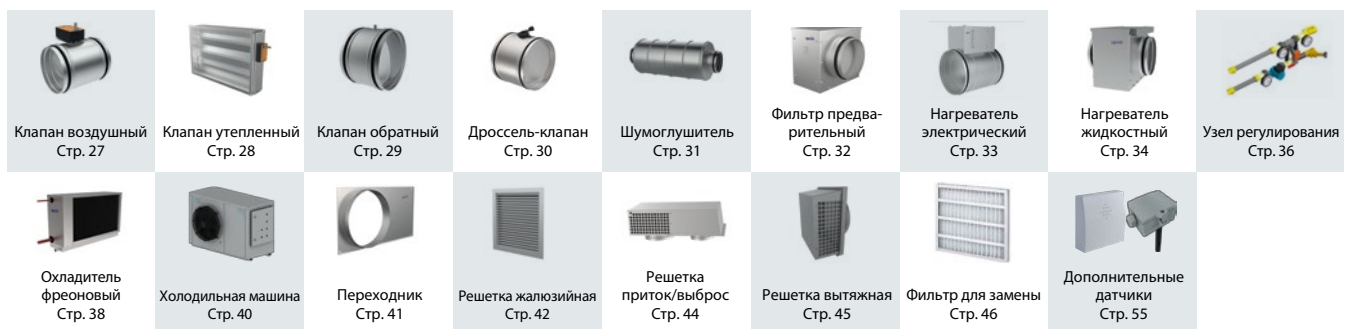 Клапан воздушный
Стр. 27
Клапан утепленный
Стр. 28
Клапан обратный
Стр. 29
Дроссель-клапан
Стр. 30
Шумоглушитель
Стр. 31
Фильтр предва-
рительный
Стр. 32
Нагреватель
электрический
Стр. 33
Нагреватель
жидкостный
Стр. 34
Узел регулирования
Стр. 36
Охладитель
фреоновый
Стр. 38
Холодильная машина
Стр. 40
Переходник
Стр. 41
Решетка жалюзийная
Стр. 42
Решетка
приток/выброс
Стр. 44
Решетка вытяжная
Стр. 45
Фильтр для замены
Стр. 46
Дополнительные
датчики
Стр. 55